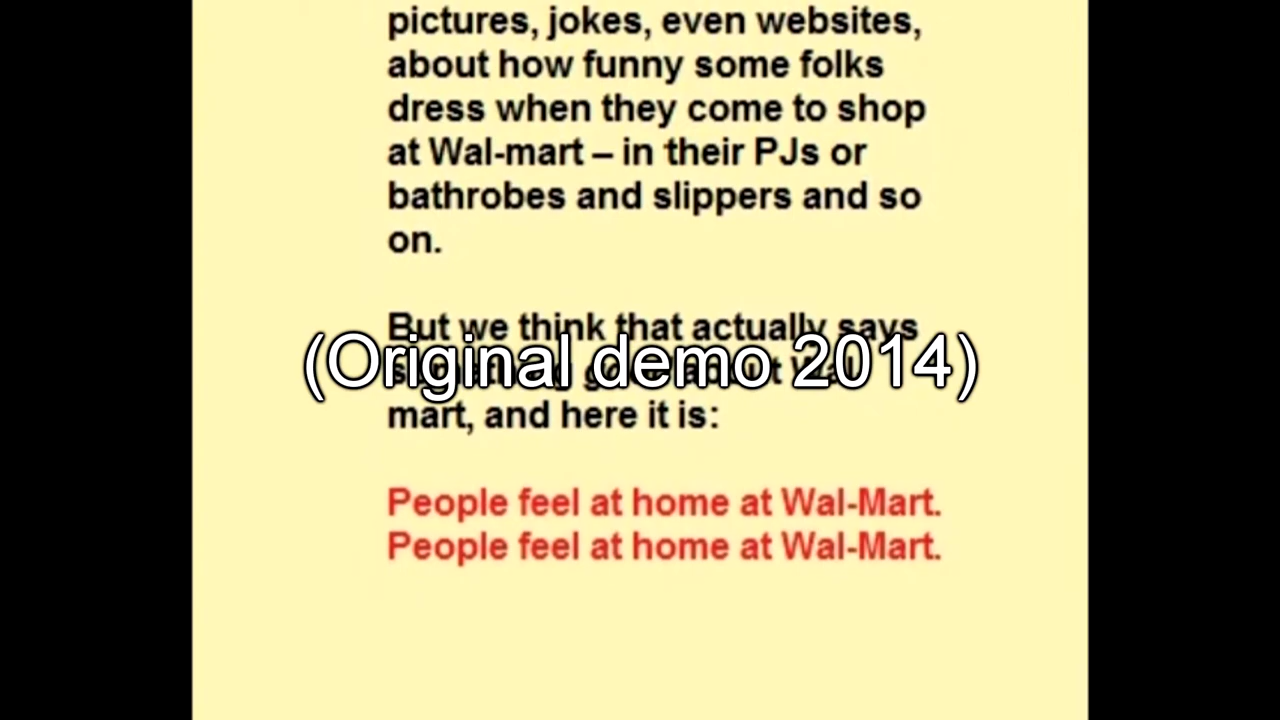 pictures, jokes, even websites,
about how funny some folks
dress when they come to shop
at Wal-mart – in their PJs or
bathrobes and slippers and so
on.
But we think that actually says
(Original demo 2014)
mart, and here it is:
People feel at home at Wal-Mart.
People feel at home at Wal-Mart.